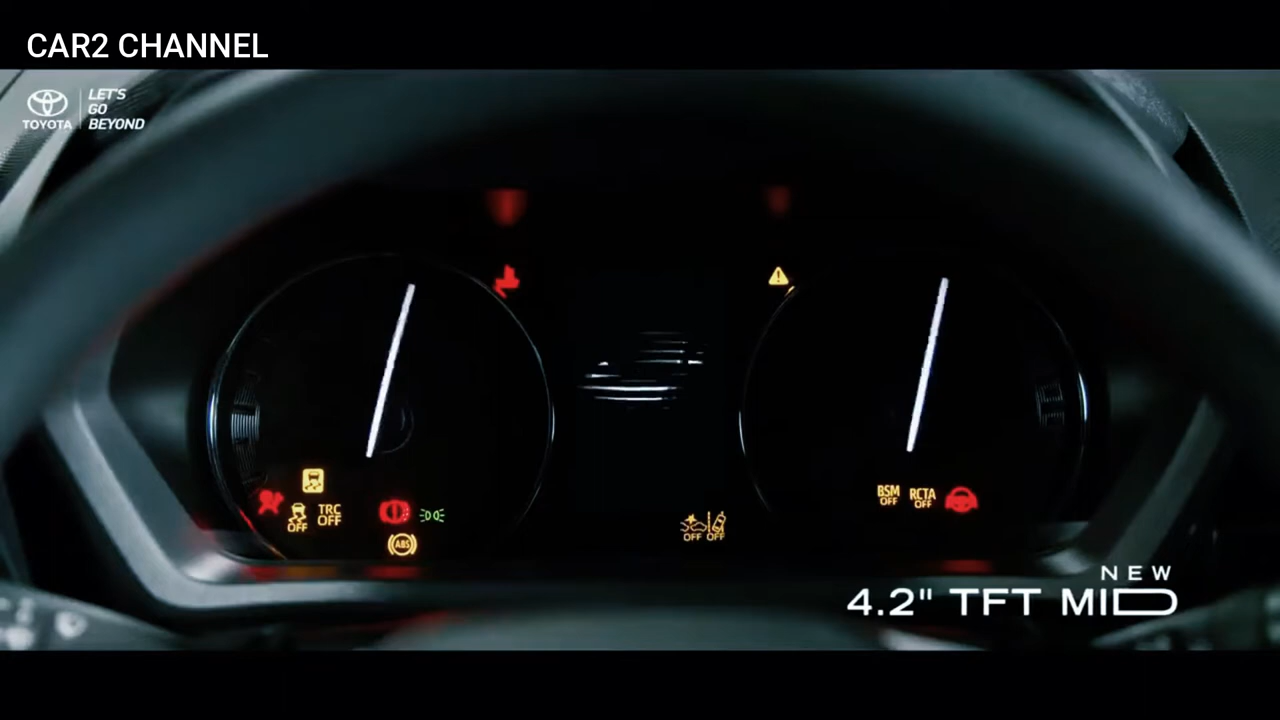 CAR2 CHANNEL
TOYOTA
LET'S
GO
BEYOND
OFF
TRC
OFF
ABS
OFF
OFF
BSM
OFF
RCTA
OFF
NEW
4.2" TFT MID